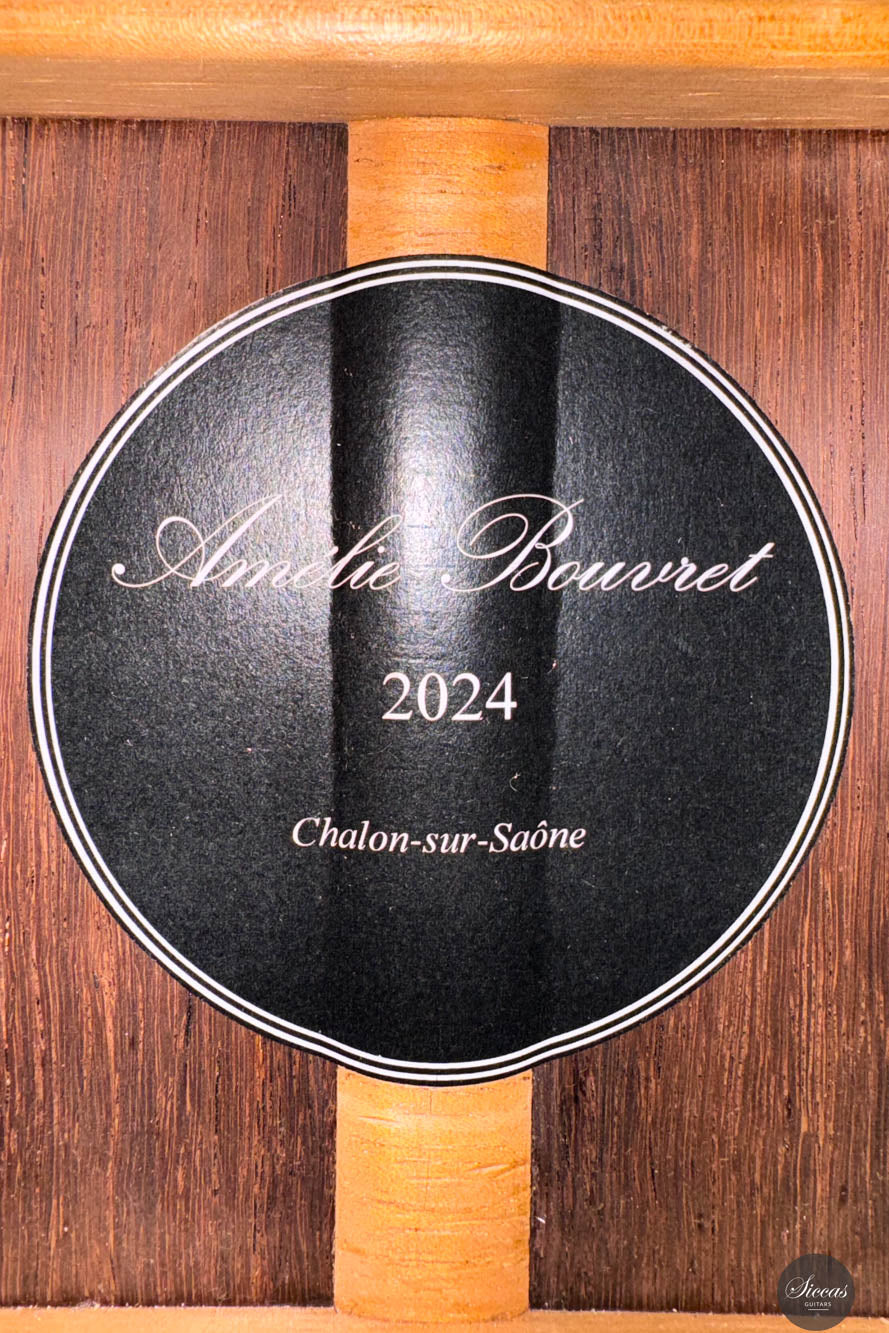 Amélie Bouvret
2024
Chalon-sur-Saône
Siccas
GUITARS